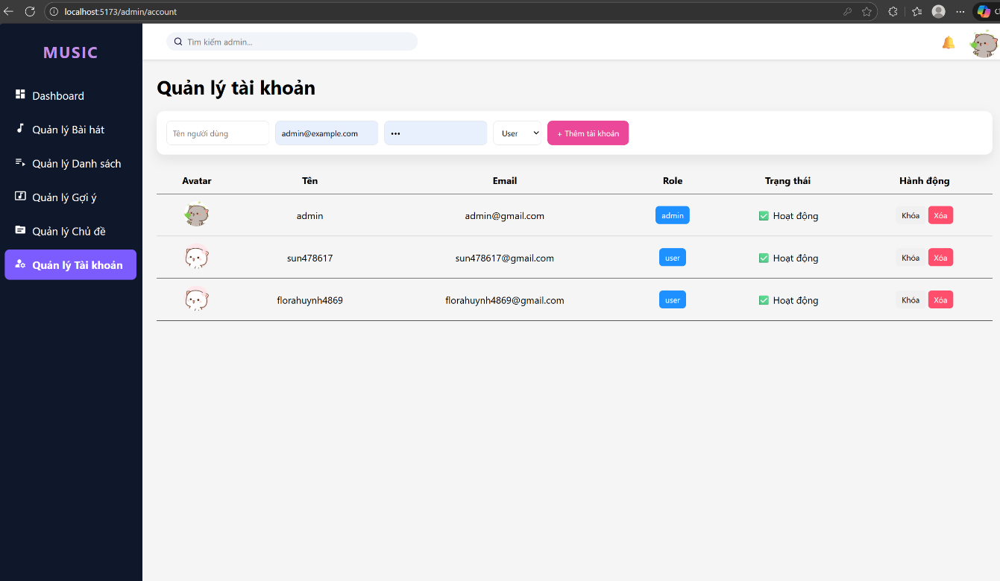 localhost:5173/admin/account
MUSIC
Tìm kiếm admin...
Dashboard
Quản lý Bài hát
Quản lý Danh sách
Quản lý Gợi ý
Quản lý Chủ đề
Quản lý Tài khoản
Quản lý tài khoản
Tên người dùng admin@example.com ••• User + Thêm tài khoản
Avatar Tên Email Role Trạng thái Hành động
admin admin@gmail.com admin ✅ Hoạt động Khóa Xóa
sun478617 sun478617@gmail.com user ✅ Hoạt động Khóa Xóa
florahuynh4869 florahuynh4869@gmail.com user ✅ Hoạt động Khóa Xóa